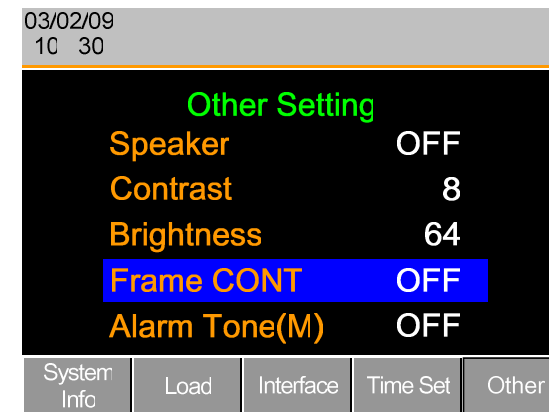 03/02/09
10 30
Other Setting
Speaker OFF
Contrast 8
Brightness 64
Frame CONT OFF
Alarm Tone(M) OFF
System Info Load Interface Time Set Other